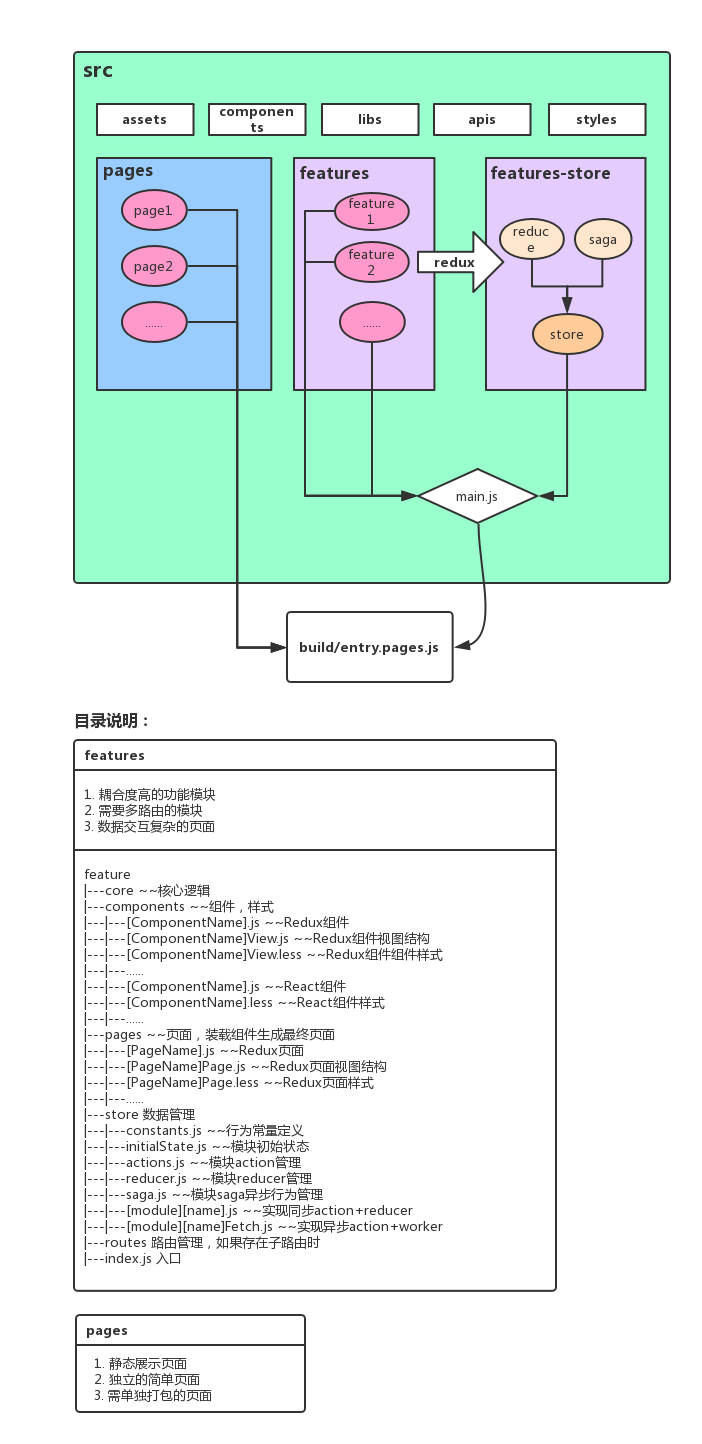 src
assets
componen
ts
libs
apis
styles
pages
page1
page2
......
features
feature
1
feature
2
......
redux
features-store
reduc
e
saga
store
main.js
build/entry.pages.js
目录说明：
features
1. 耦合度高的功能模块
2. 需要多路由的模块
3. 数据交互复杂的页面
feature
|---core ~~核心逻辑
|---components ~~组件，样式
|---|---[ComponentName].js ~~Redux组件
|---|---[ComponentName]View.js ~~Redux组件视图结构
|---|---[ComponentName]View.less ~~Redux组件组件样式
|---|---......
|---|---[ComponentName].js ~~React组件
|---|---[ComponentName].less ~~React组件样式
|---|---......
|---pages ~~页面，装载组件生成最终页面
|---|---[PageName].js ~~Redux页面
|---|---[PageName]Page.js ~~Redux页面视图结构
|---|---[PageName]Page.less ~~Redux页面样式
|---|---......
|---store 数据管理
|---|---constants.js ~~行为常量定义
|---|---initialState.js ~~模块初始状态
|---|---actions.js ~~模块action管理
|---|---reducer.js ~~模块reducer管理
|---|---saga.js ~~模块saga异步行为管理
|---|---[module][name].js ~~实现同步action+reducer
|---|---[module][name]Fetch.js ~~实现异步action+worker
|---routes 路由管理，如果存在子路由时
|---index.js 入口
pages
1. 静态展示页面
2. 独立的简单页面
3. 需单独打包的页面